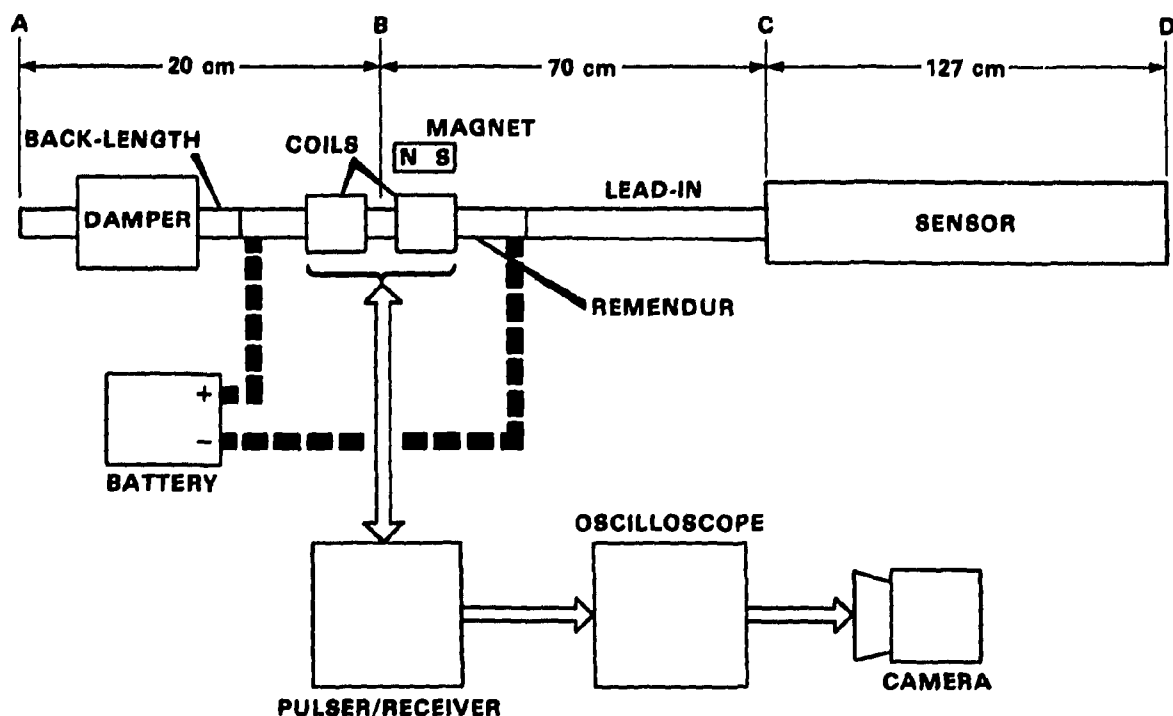 A B C D
20 cm 70 cm 127 cm
MAGNET
BACK-LENGTH COILS
N S
LEAD-IN
DAMPER SENSOR
REMENDUR
+
−
BATTERY
OSCILLOSCOPE
CAMERA
PULSER/RECEIVER